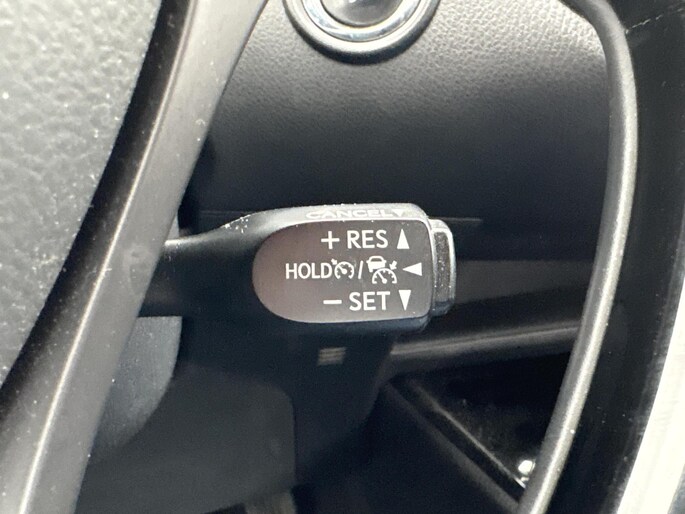 CANCEL
+ RES ▲
HOLD / ◄
− SET ▼